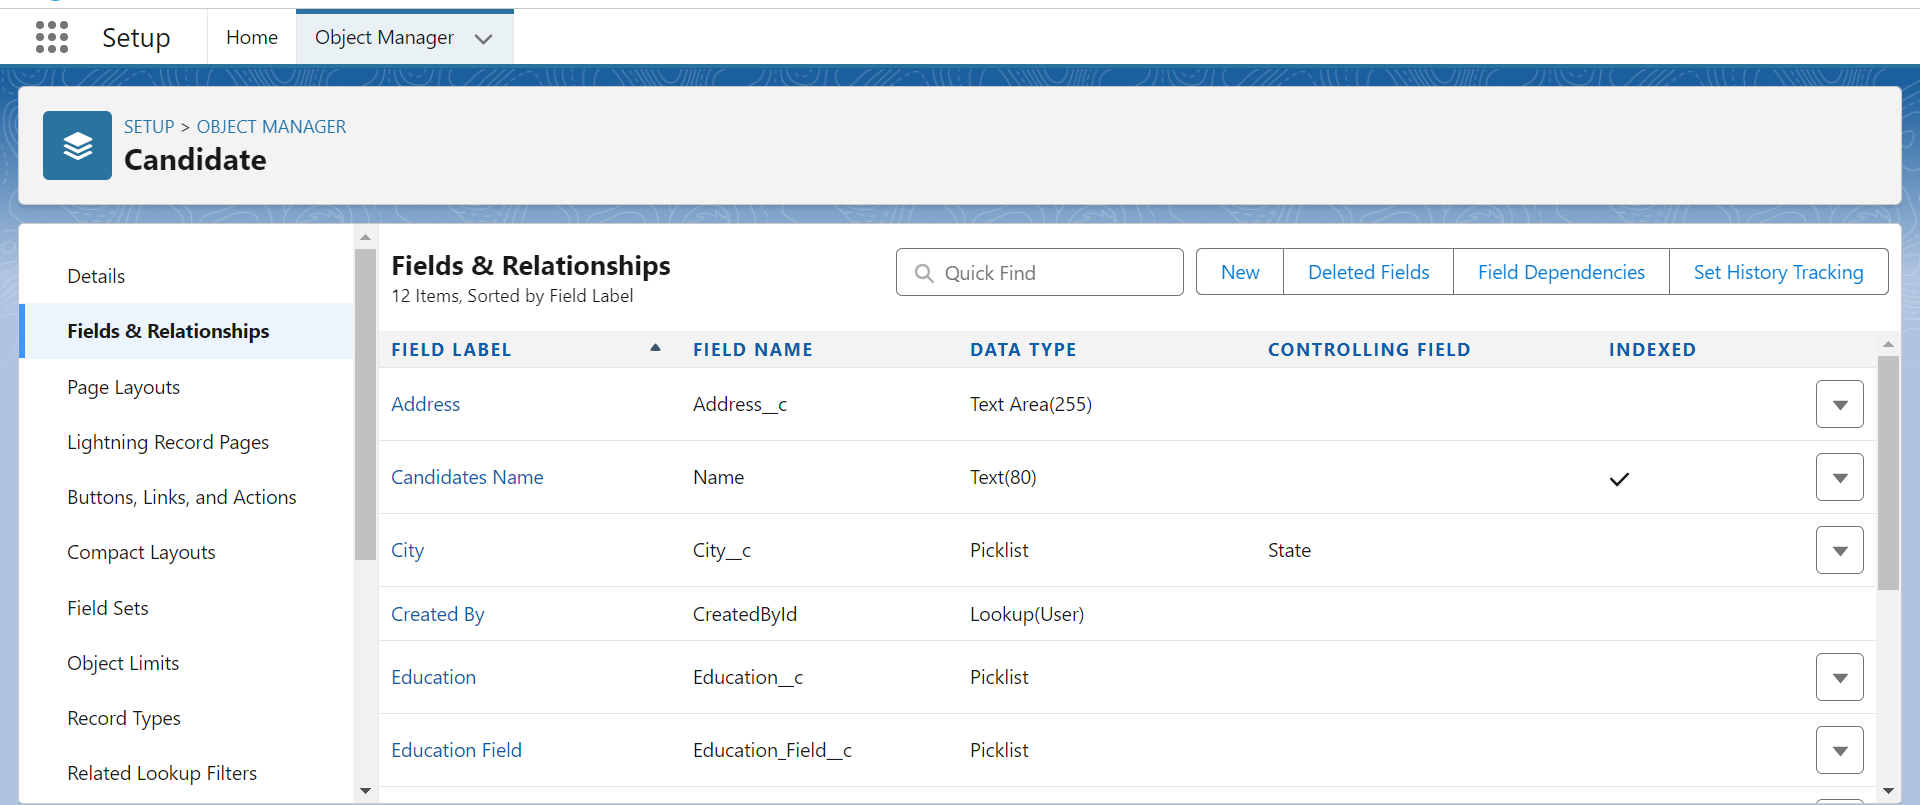 Setup
Home
Object Manager
SETUP > OBJECT MANAGER
Candidate
Details
Fields & Relationships
Page Layouts
Lightning Record Pages
Buttons, Links, and Actions
Compact Layouts
Field Sets
Object Limits
Record Types
Related Lookup Filters
Fields & Relationships
12 Items, Sorted by Field Label
Quick Find
New
Deleted Fields
Field Dependencies
Set History Tracking
FIELD LABEL FIELD NAME DATA TYPE CONTROLLING FIELD INDEXED
Address Address__c Text Area(255)
Candidates Name Name Text(80)
City City__c Picklist State
Created By CreatedById Lookup(User)
Education Education__c Picklist
Education Field Education_Field__c Picklist